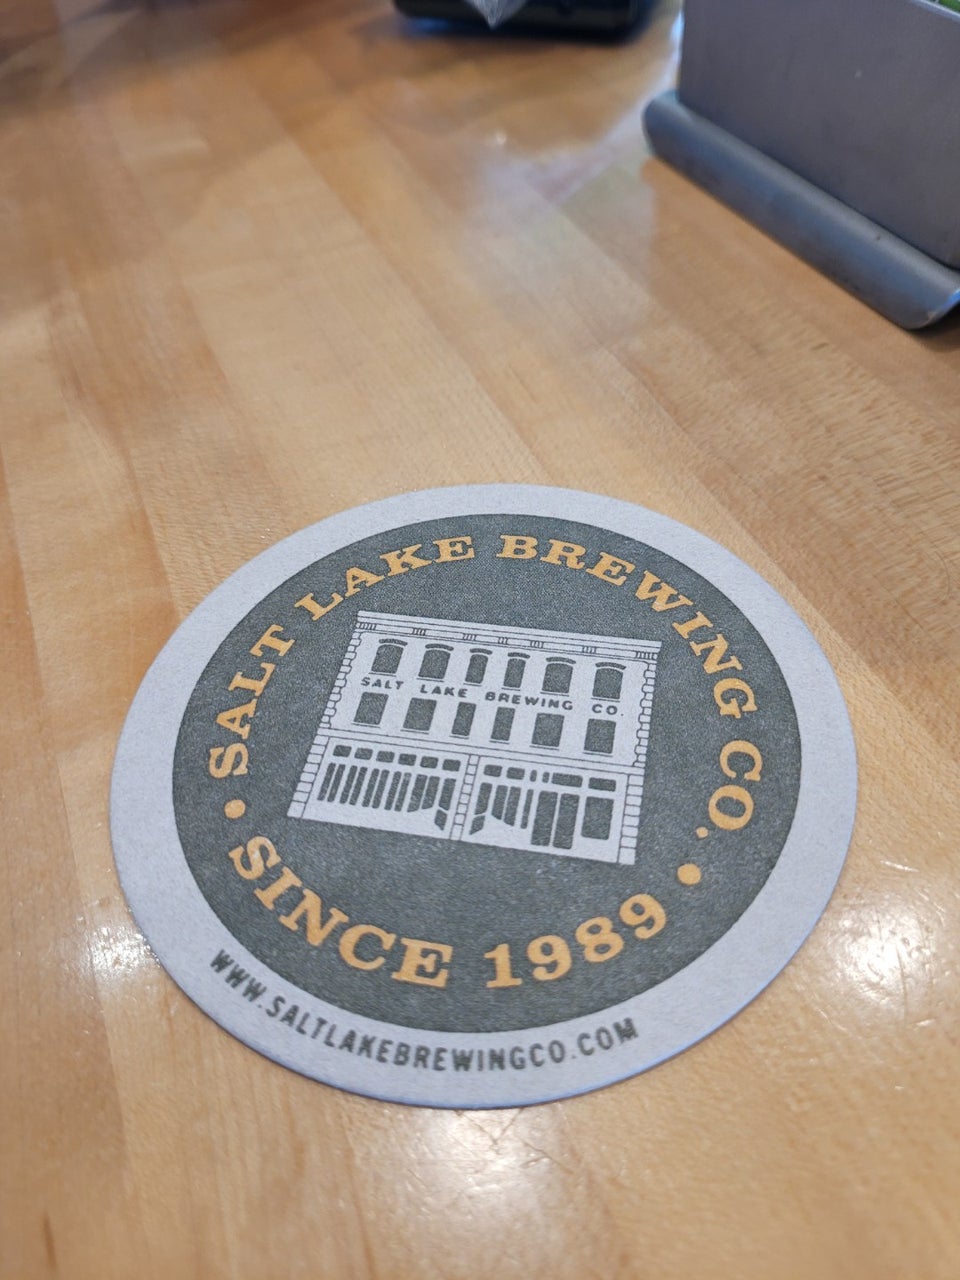 SALT LAKE BREWING CO.
SALT LAKE BREWING CO.
SINCE 1989
WWW.SALTLAKEBREWINGCO.COM